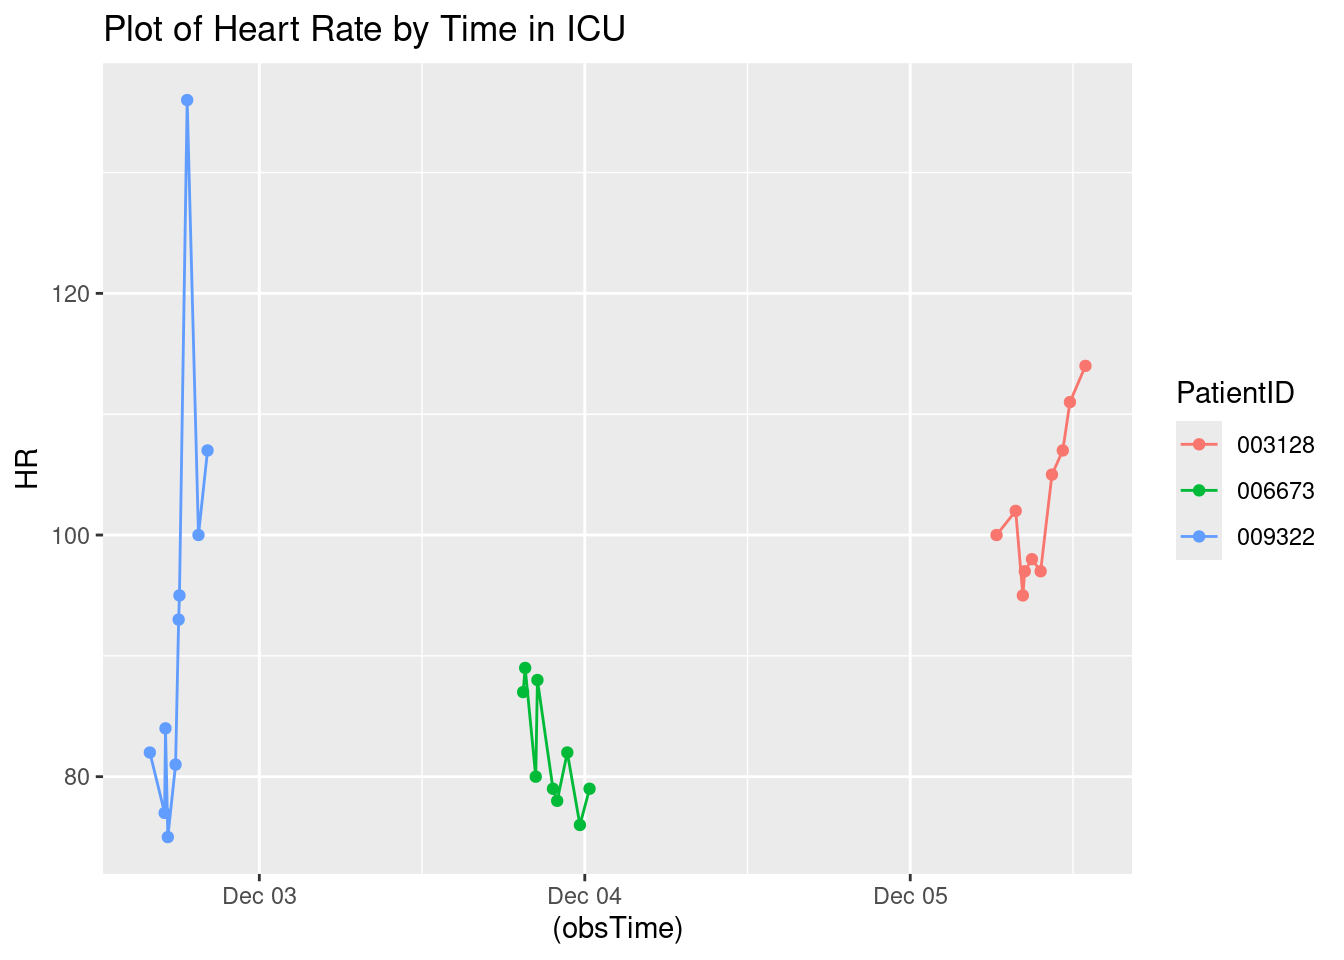 Plot of Heart Rate by Time in ICU
HR
120
100
80
Dec 03
Dec 04
Dec 05
(obsTime)
PatientID
003128
006673
009322